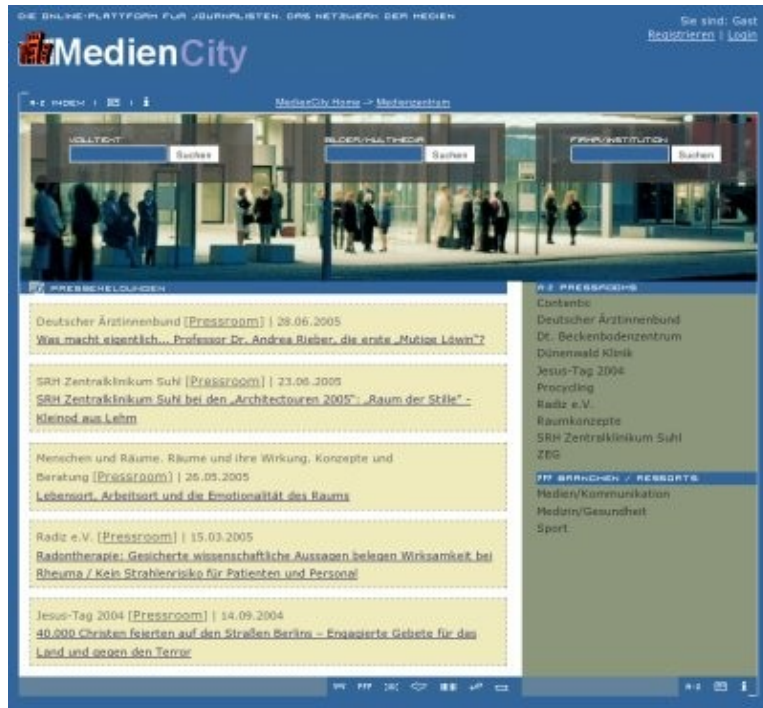 DIE ONLINE-PLATTFORM FUR JOURNALISTEN. DAS NETZWERK DER MEDIEN
Sie sind: Gast
Registrieren | Login
MedienCity
A-Z INDEX
MedienCity Home -> Medienzentrum
VOLLTEXT
BILDER/MULTIMEDIA
FIRMA/INSTITUTION
Suchen
Suchen
Suchen
PRESSEMELDUNGEN
Deutscher Ärztinnenbund [Pressroom] | 28.06.2005
Was macht eigentlich... Professor Dr. Andrea Rieber, die erste „Mutige Löwin"?
SRH Zentralklinikum Suhl [Pressroom] | 23.06.2005
SRH Zentralklinikum Suhl bei den „Architectouren 2005": „Raum der Stille" -
Kleinod aus Lehm
Menschen und Räume. Räume und ihre Wirkung. Konzepte und
Beratung [Pressroom] | 26.05.2005
Lebensort, Arbeitsort und die Emotionalität des Raums
Radiz e.V. [Pressroom] | 15.03.2005
Radontherapie: Gesicherte wissenschaftliche Aussagen belegen Wirksamkeit bei
Rheuma / Kein Strahlenrisiko für Patienten und Personal
Jesus-Tag 2004 [Pressroom] | 14.09.2004
40.000 Christen feierten auf den Straßen Berlins – Engagierte Gebete für das
Land und gegen den Terror
A-Z PRESSROOMS
Contentis
Deutscher Ärztinnenbund
Dt. Beckenbodenzentrum
Dünenwald Klinik
Jesus-Tag 2004
Procycling
Radiz e.V.
Raumkonzepte
SRH Zentralklinikum Suhl
ZEG
BRANCHEN / RESSORTS
Medien/Kommunikation
Medizin/Gesundheit
Sport
A-Z